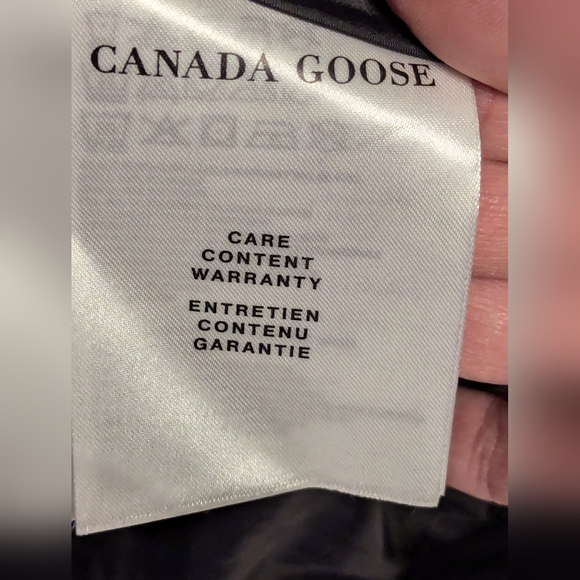 CANADA GOOSE
CARE
CONTENT
WARRANTY
ENTRETIEN
CONTENU
GARANTIE